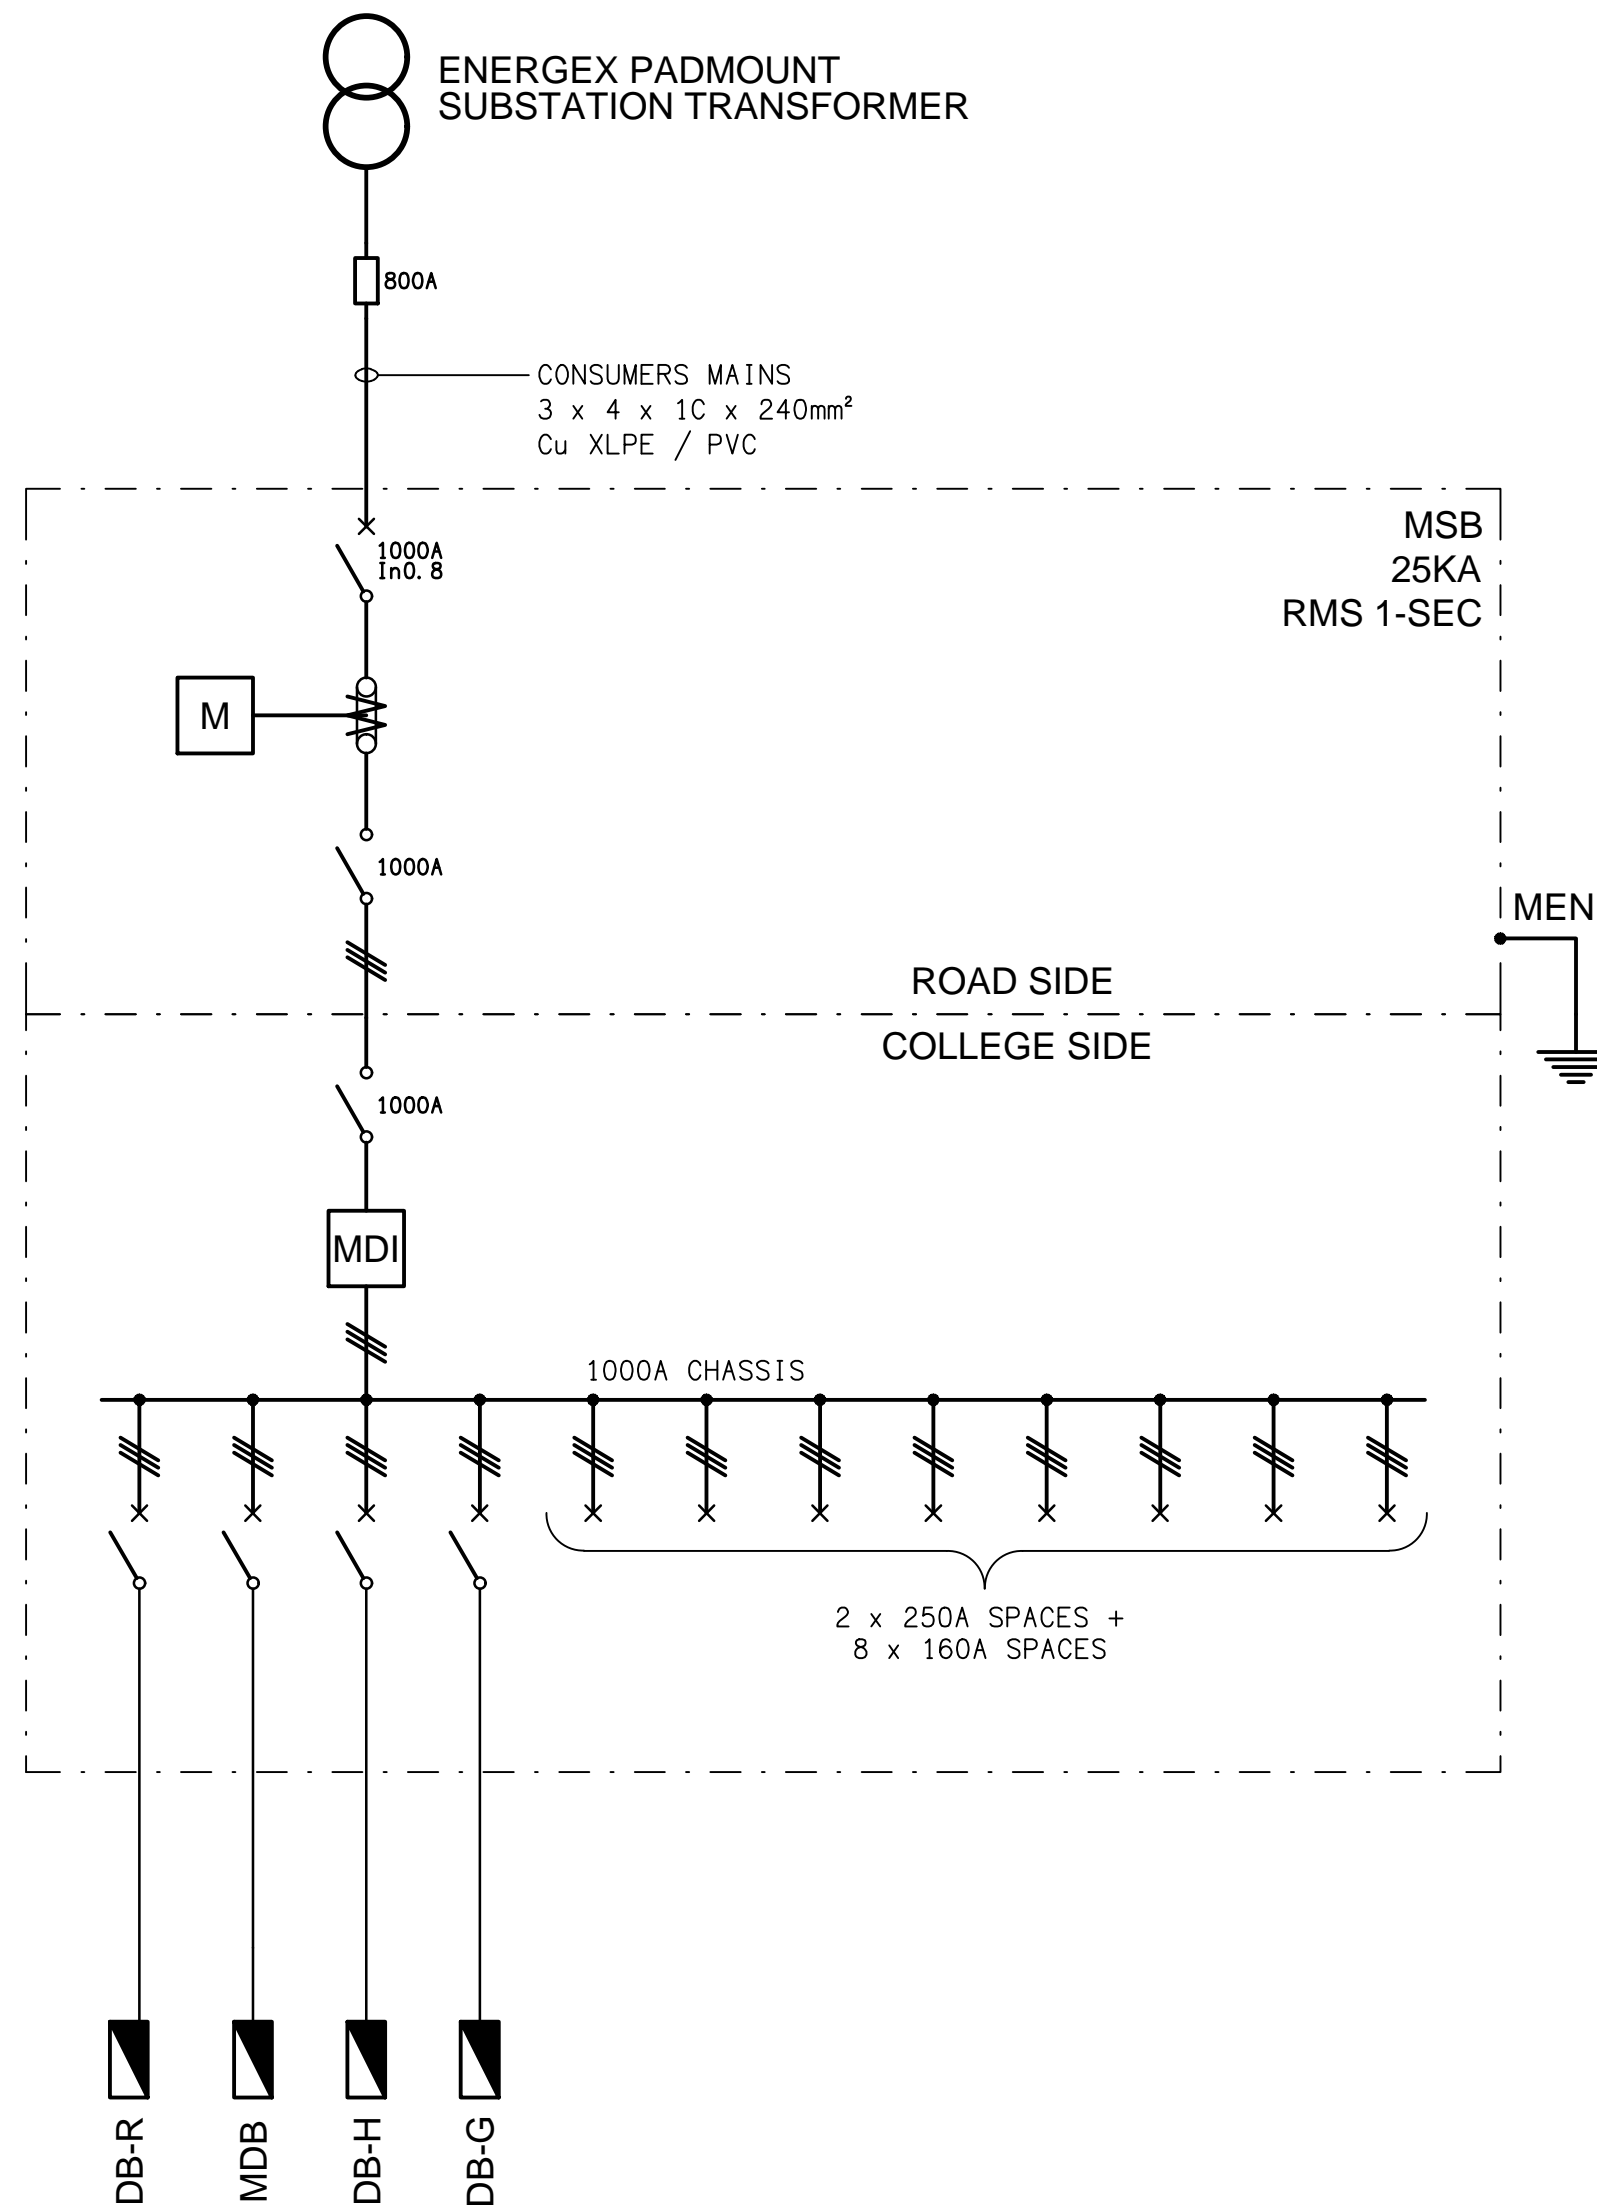 ENERGEX PADMOUNT
SUBSTATION TRANSFORMER
800A
CONSUMERS MAINS
3 x 4 x 1C x 240mm²
Cu XLPE / PVC
MSB
25KA
RMS 1-SEC
1000A
In0.8
M
1000A
MEN
ROAD SIDE
COLLEGE SIDE
1000A
MDI
1000A CHASSIS
2 x 250A SPACES +
8 x 160A SPACES
DB-R
MDB
DB-H
DB-G